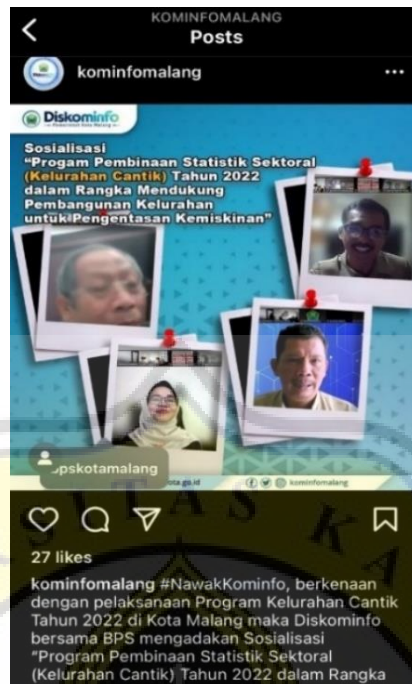 KOMINFOMALANG
Posts
kominfomalang
Diskominfo
Sosialisasi
"Progam Pembinaan Statistik Sektoral
(Kelurahan Cantik) Tahun 2022
dalam Rangka Mendukung
Pembangunan Kelurahan
untuk Pengentasan Kemiskinan"
pskotamalang
kominfomalang
27 likes
kominfomalang #NawakKominfo, berkenaan
dengan pelaksanaan Program Kelurahan Cantik
Tahun 2022 di Kota Malang maka Diskominfo
bersama BPS mengadakan Sosialisasi
"Program Pembinaan Statistik Sektoral
(Kelurahan Cantik) Tahun 2022 dalam Rangka